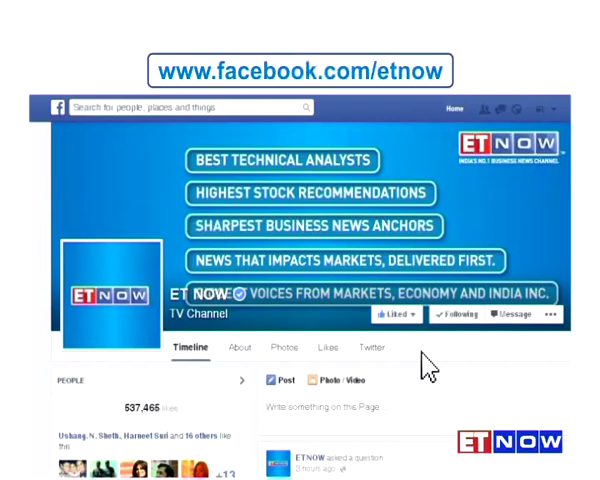 www.facebook.com/etnow
Search for people, places and things
Home
ET NOW
INDIA'S NO.1 BUSINESS NEWS CHANNEL
BEST TECHNICAL ANALYSTS
HIGHEST STOCK RECOMMENDATIONS
SHARPEST BUSINESS NEWS ANCHORS
NEWS THAT IMPACTS MARKETS, DELIVERED FIRST.
VOICES FROM MARKETS, ECONOMY AND INDIA INC.
ET NOW
ET NOW
TV Channel
Liked
Following
Message
Timeline About Photos Likes Twitter
PEOPLE
Post Photo / Video
537,465 likes
Write something on this Page
Ushang. N. Sheth, Harneet Suri and 16 others like
this
ET NOW
ETNOW asked a question
2 hours ago
+13